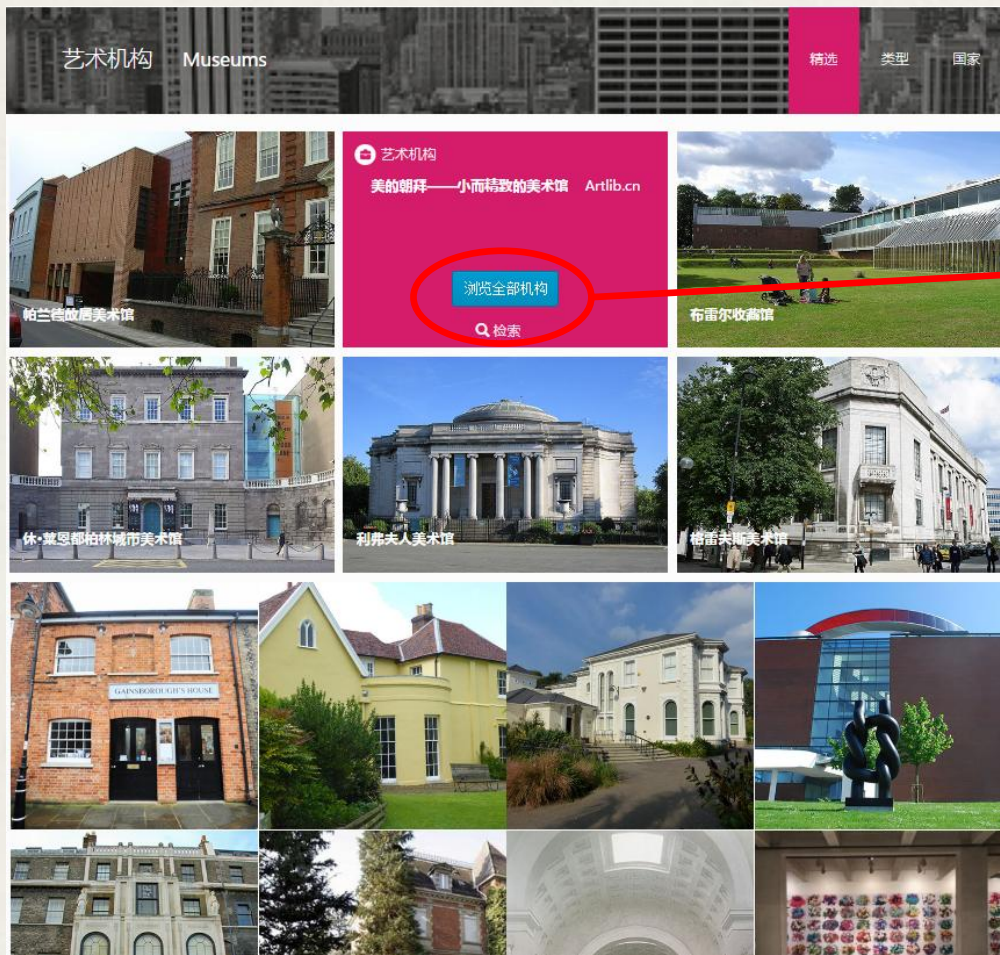 艺术机构 Museums 精选 类型 国家
艺术机构
美的朝拜——小而精致的美术馆 Artlib.cn
浏览全部机构
检索
帕兰德故居美术馆
布雷尔收藏馆
休•莱恩都柏林城市美术馆
利弗夫人美术馆
格雷夫斯美术馆
GAINSBOROUGH'S HOUSE